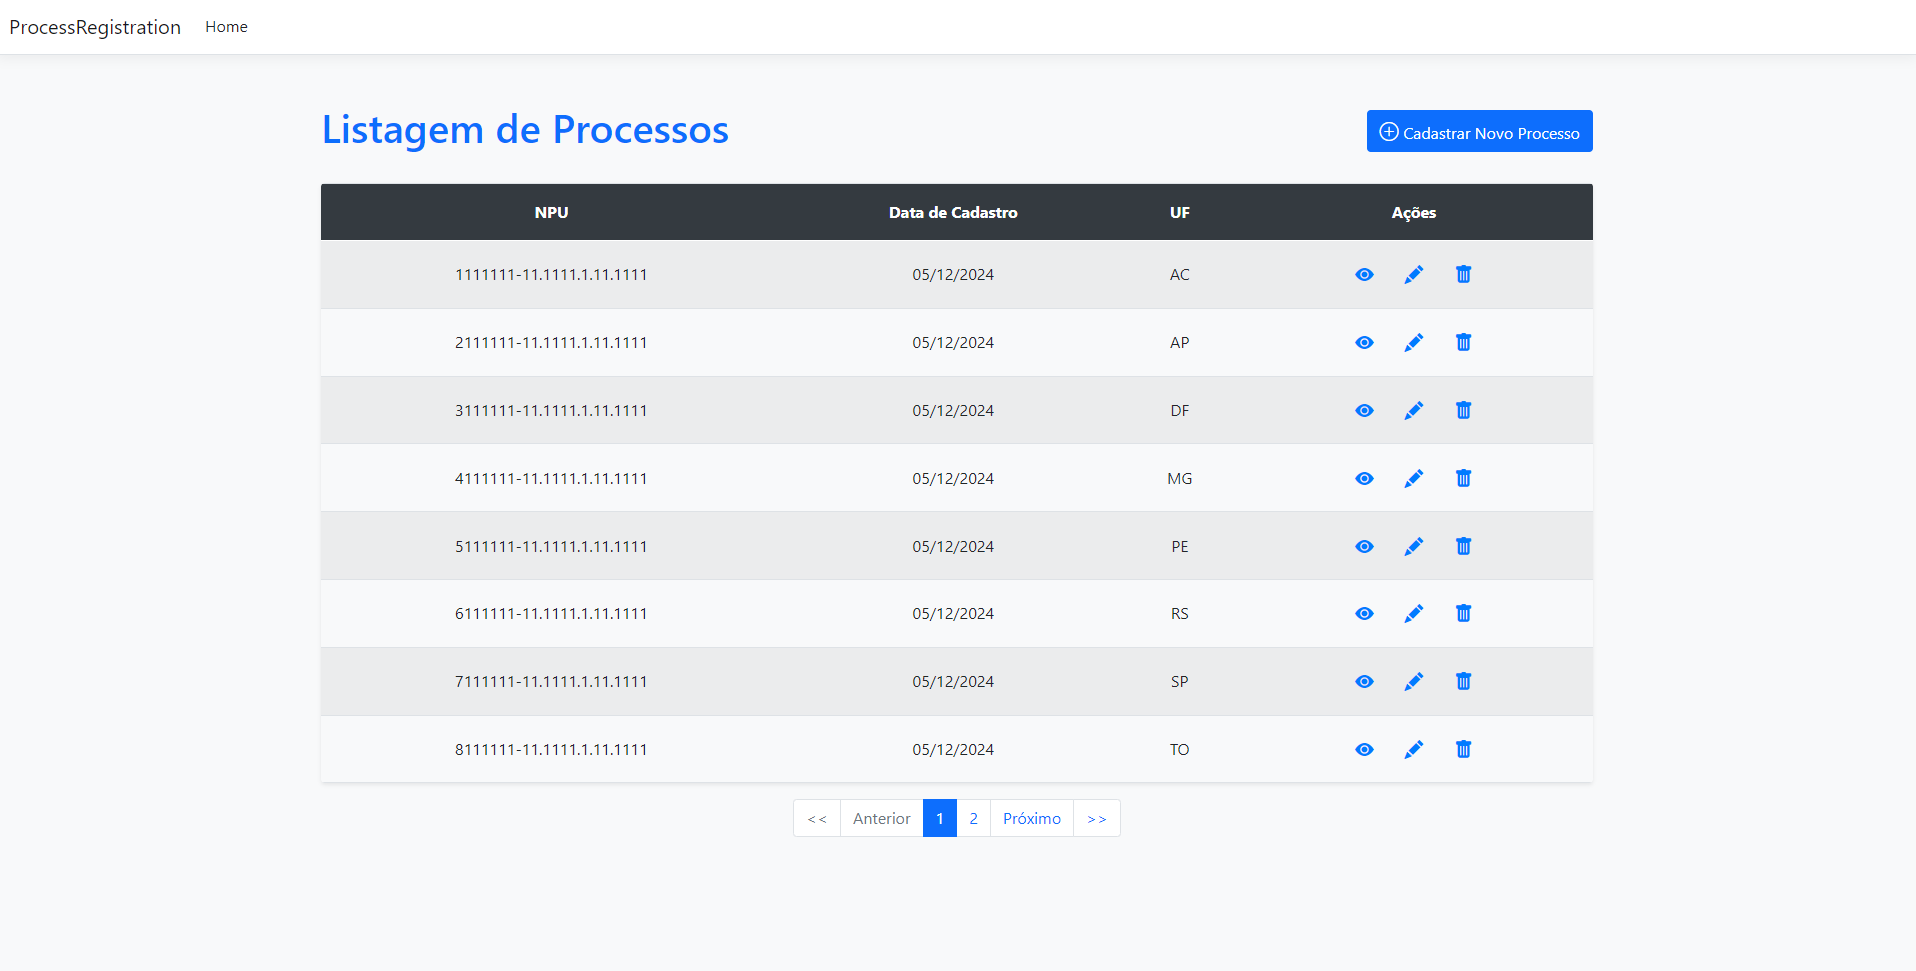 ProcessRegistration Home
Listagem de Processos
Cadastrar Novo Processo
NPU Data de Cadastro UF Ações
1111111-11.1111.1.11.1111 05/12/2024 AC
2111111-11.1111.1.11.1111 05/12/2024 AP
3111111-11.1111.1.11.1111 05/12/2024 DF
4111111-11.1111.1.11.1111 05/12/2024 MG
5111111-11.1111.1.11.1111 05/12/2024 PE
6111111-11.1111.1.11.1111 05/12/2024 RS
7111111-11.1111.1.11.1111 05/12/2024 SP
8111111-11.1111.1.11.1111 05/12/2024 TO
<< Anterior 1 2 Próximo >>